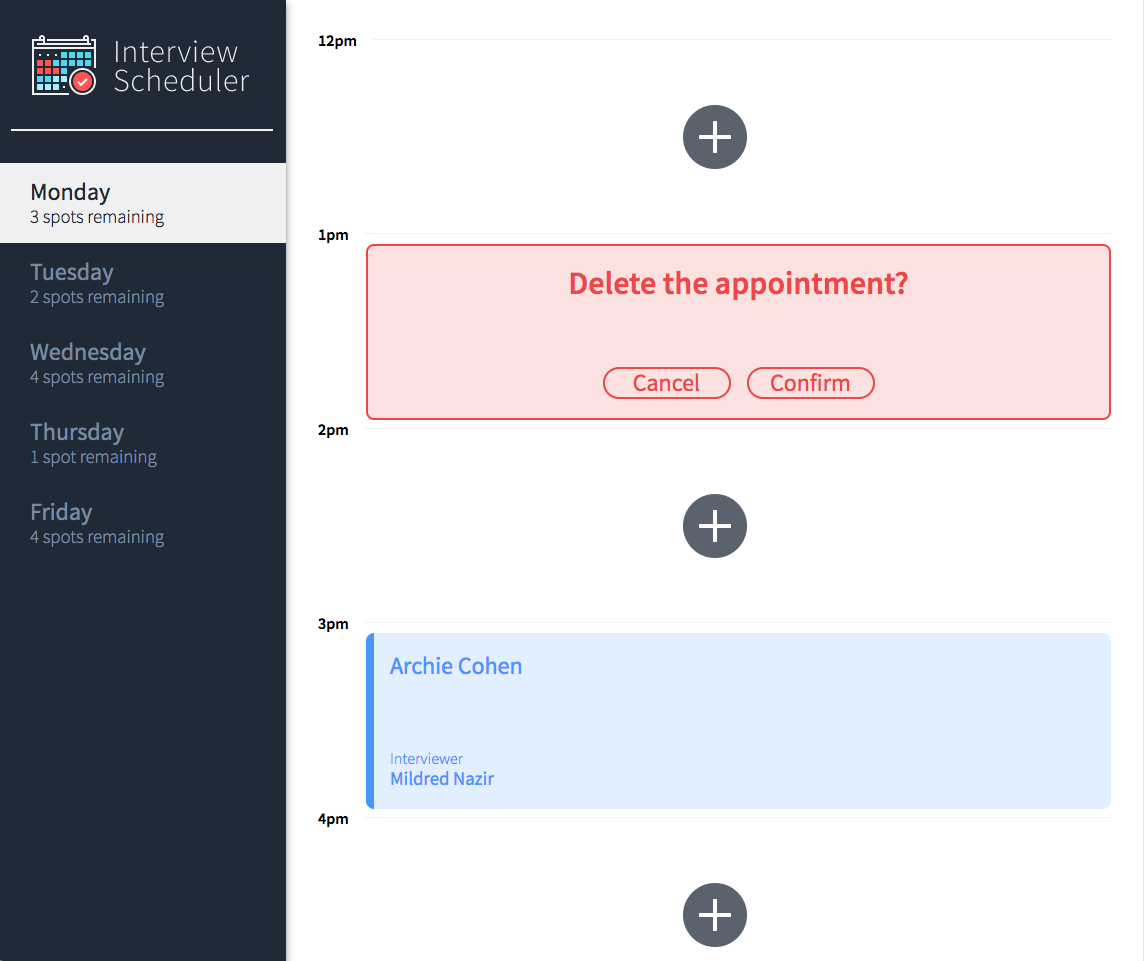 Interview
Scheduler
Monday
3 spots remaining
Tuesday
2 spots remaining
Wednesday
4 spots remaining
Thursday
1 spot remaining
Friday
4 spots remaining
12pm
1pm
Delete the appointment?
Cancel Confirm
2pm
3pm
Archie Cohen
Interviewer
Mildred Nazir
4pm